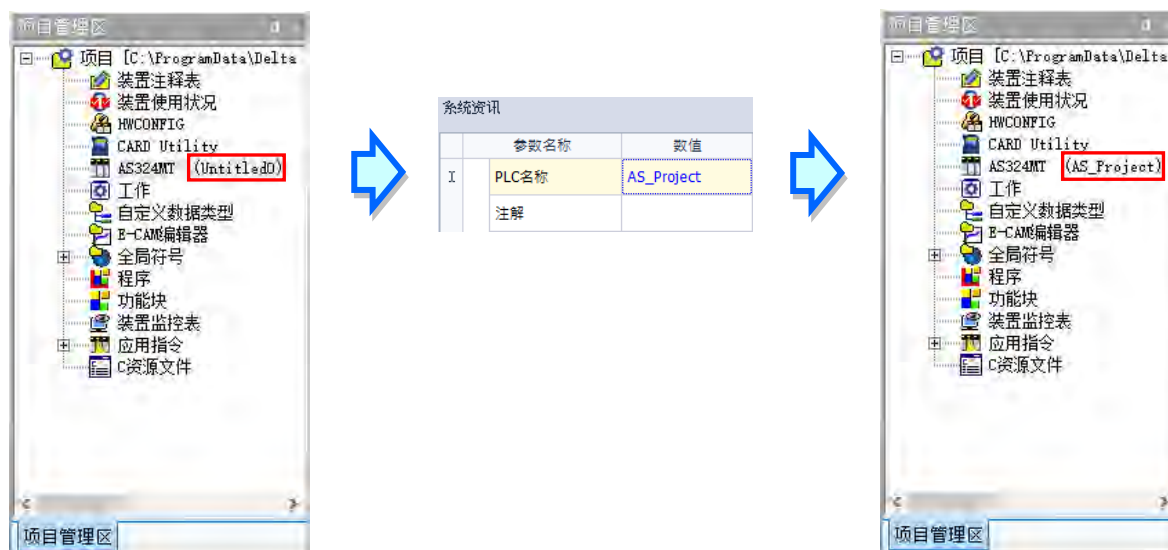 项目管理区
项目 [C:\ProgramData\Delta
装置注释表
装置使用状况
HWCONFIG
CARD Utility
AS324MT (Untitled0)
工作
自定义数据类型
E-CAM编辑器
全局符号
程序
功能块
装置监控表
应用指令
C资源文件
项目管理区
系统资讯
参数名称 数值
I PLC名称 AS_Project
注解
项目管理区
项目 [C:\ProgramData\Delta
装置注释表
装置使用状况
HWCONFIG
CARD Utility
AS324MT (AS_Project)
工作
自定义数据类型
E-CAM编辑器
全局符号
程序
功能块
装置监控表
应用指令
C资源文件
项目管理区